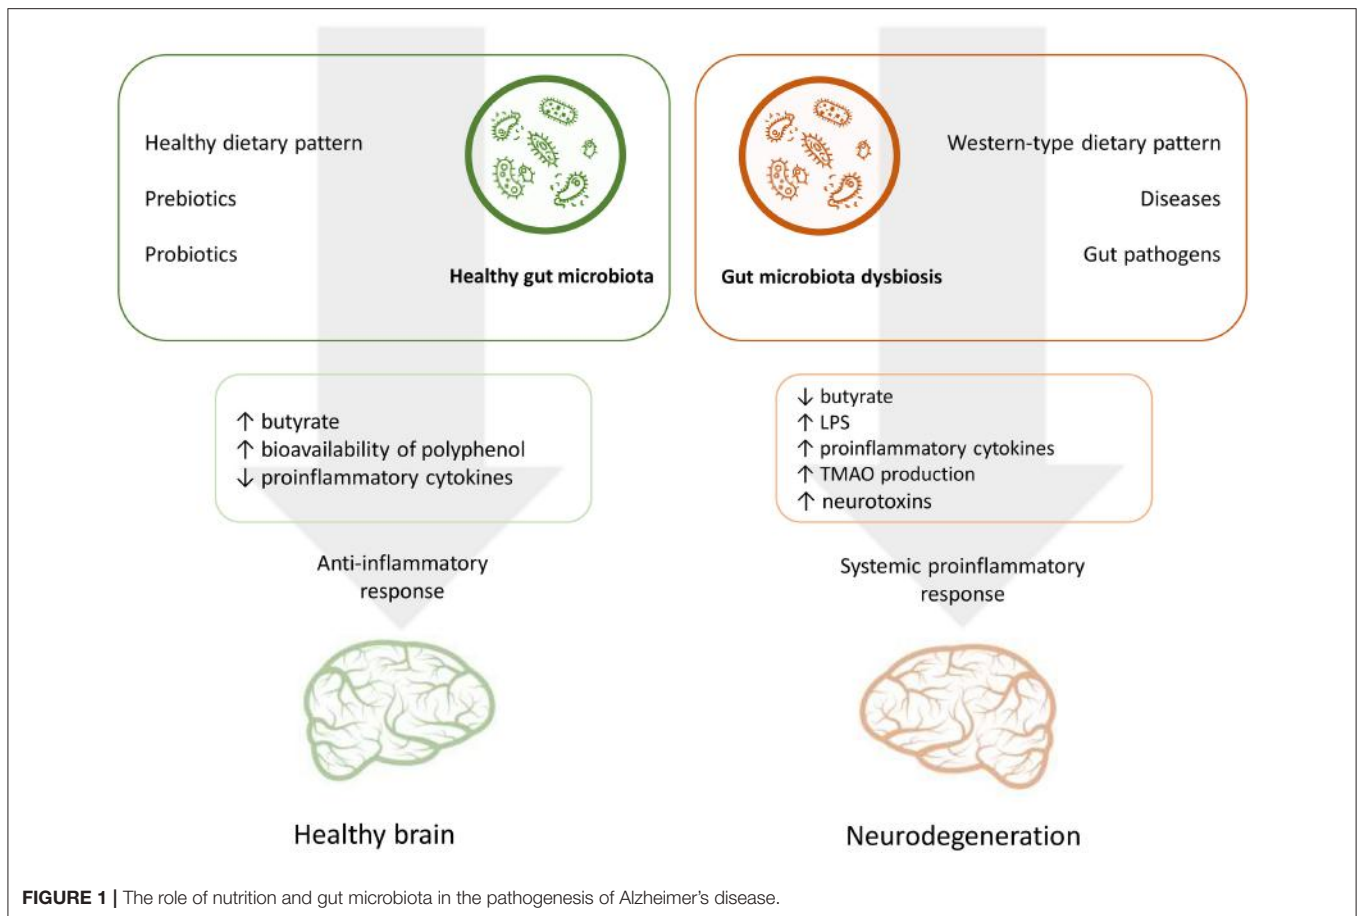 Healthy dietary pattern
Prebiotics
Probiotics
Healthy gut microbiota
↑ butyrate
↑ bioavailability of polyphenol
↓ proinflammatory cytokines
Anti-inflammatory
response
Healthy brain
Western-type dietary pattern
Diseases
Gut pathogens
Gut microbiota dysbiosis
↓ butyrate
↑ LPS
↑ proinflammatory cytokines
↑ TMAO production
↑ neurotoxins
Systemic proinflammatory
response
Neurodegeneration
FIGURE 1 | The role of nutrition and gut microbiota in the pathogenesis of Alzheimer's disease.